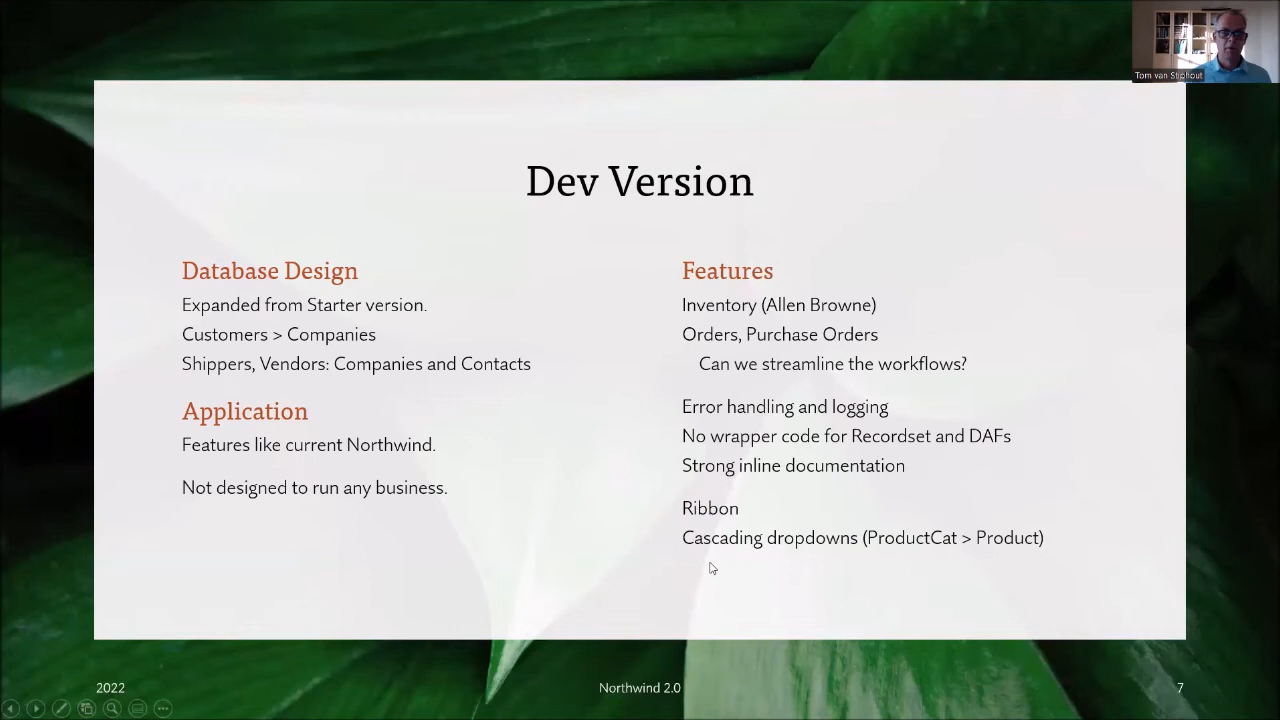 Tom van Stiphout
Dev Version
Database Design
Expanded from Starter version.
Customers > Companies
Shippers, Vendors: Companies and Contacts
Application
Features like current Northwind.
Not designed to run any business.
Features
Inventory (Allen Browne)
Orders, Purchase Orders
Can we streamline the workflows?
Error handling and logging
No wrapper code for Recordset and DAFs
Strong inline documentation
Ribbon
Cascading dropdowns (ProductCat > Product)
2022
Northwind 2.0
7